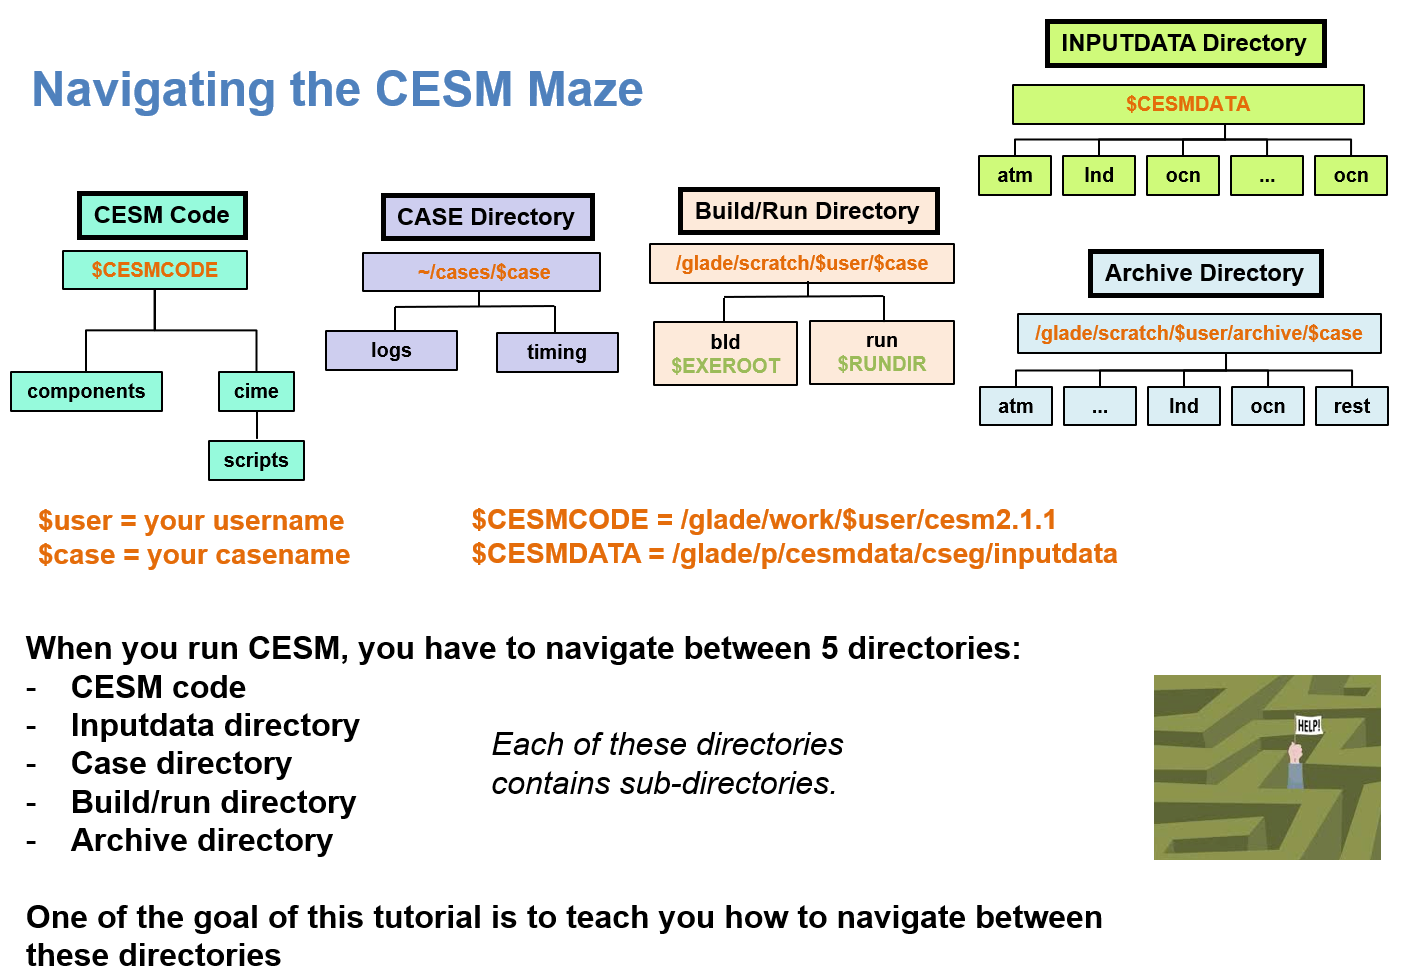 Navigating the CESM Maze
INPUTDATA Directory
$CESMDATA
atm
lnd
ocn
...
ocn
CESM Code
$CESMCODE
components
cime
scripts
CASE Directory
~/cases/$case
logs
timing
Build/Run Directory
/glade/scratch/$user/$case
bld
$EXEROOT
run
$RUNDIR
Archive Directory
/glade/scratch/$user/archive/$case
atm
...
lnd
ocn
rest
$user = your username
$case = your casename
$CESMCODE = /glade/work/$user/cesm2.1.1
$CESMDATA = /glade/p/cesmdata/cseg/inputdata
When you run CESM, you have to navigate between 5 directories:
- CESM code
- Inputdata directory
- Case directory
- Build/run directory
- Archive directory
Each of these directories
contains sub-directories.
HELP!
One of the goal of this tutorial is to teach you how to navigate between
these directories